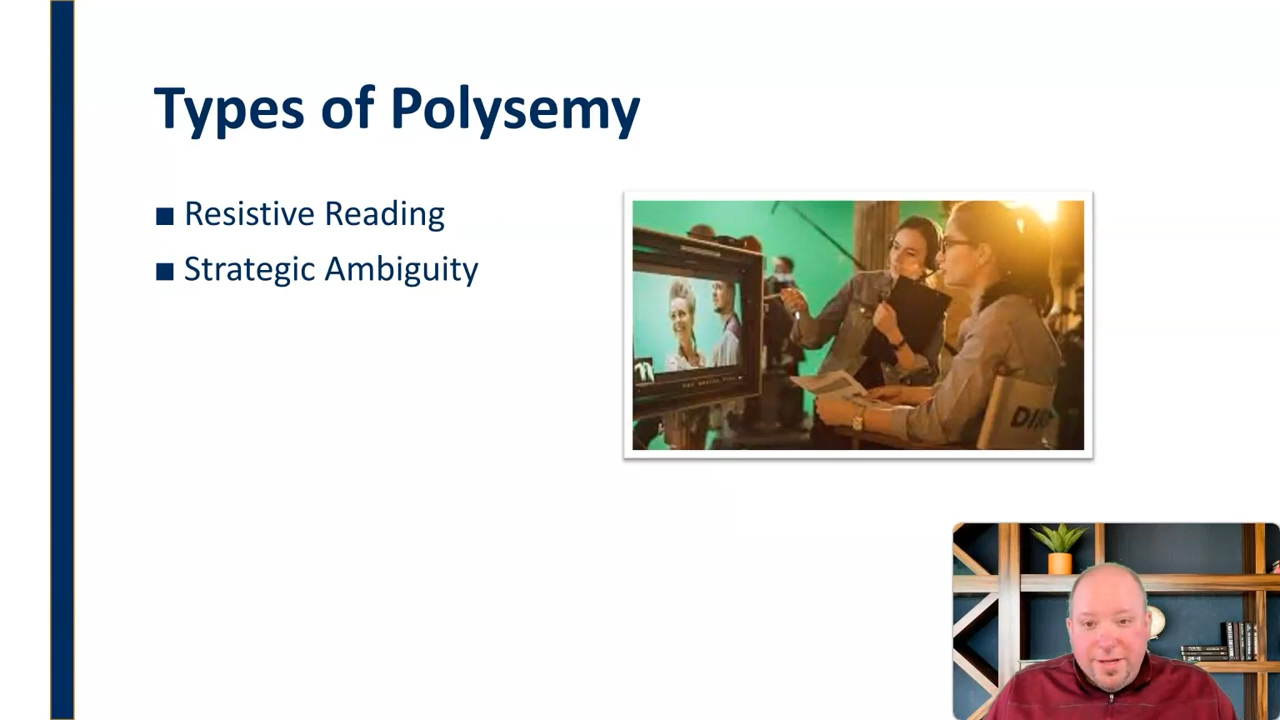 Types of Polysemy
■ Resistive Reading
■ Strategic Ambiguity